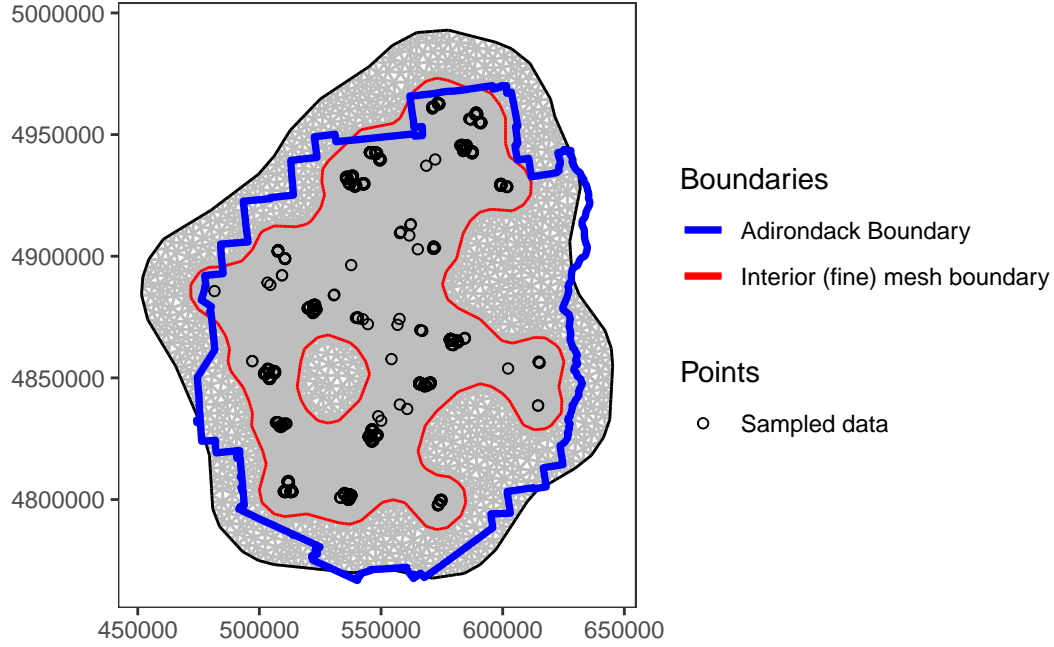 5000000
4950000
4900000
4850000
4800000
450000 500000 550000 600000 650000
Boundaries
Adirondack Boundary
Interior (fine) mesh boundary
Points
Sampled data